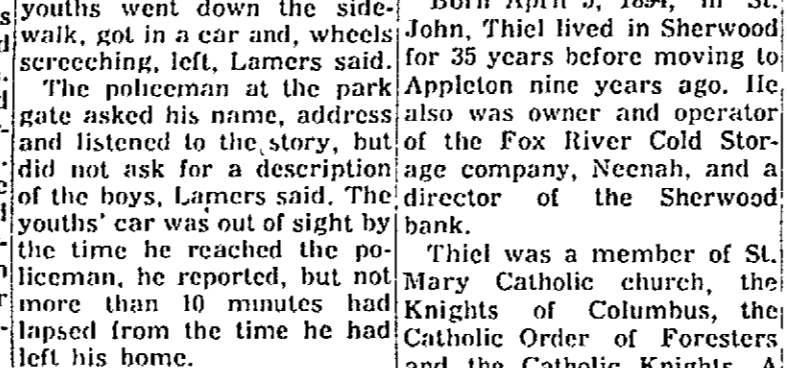 youths went down the side-
walk, got in a car and, wheels
screeching, left, Lamers said.
The policeman at the park
gate asked his name, address
and listened to the story, but
did not ask for a description
of the boys, Lamers said. The
youths' car was out of sight by
the time he reached the po-
liceman, he reported, but not
more than 10 minutes had
lapsed from the time he had
left his home.
Born April 5, 1894, in St.
John, Thiel lived in Sherwood
for 35 years before moving to
Appleton nine years ago. He
also was owner and operator
of the Fox River Cold Stor-
age company, Neenah, and a
director of the Sherwood
bank.
Thiel was a member of St.
Mary Catholic church, the
Knights of Columbus, the
Catholic Order of Foresters
and the Catholic Knights. A